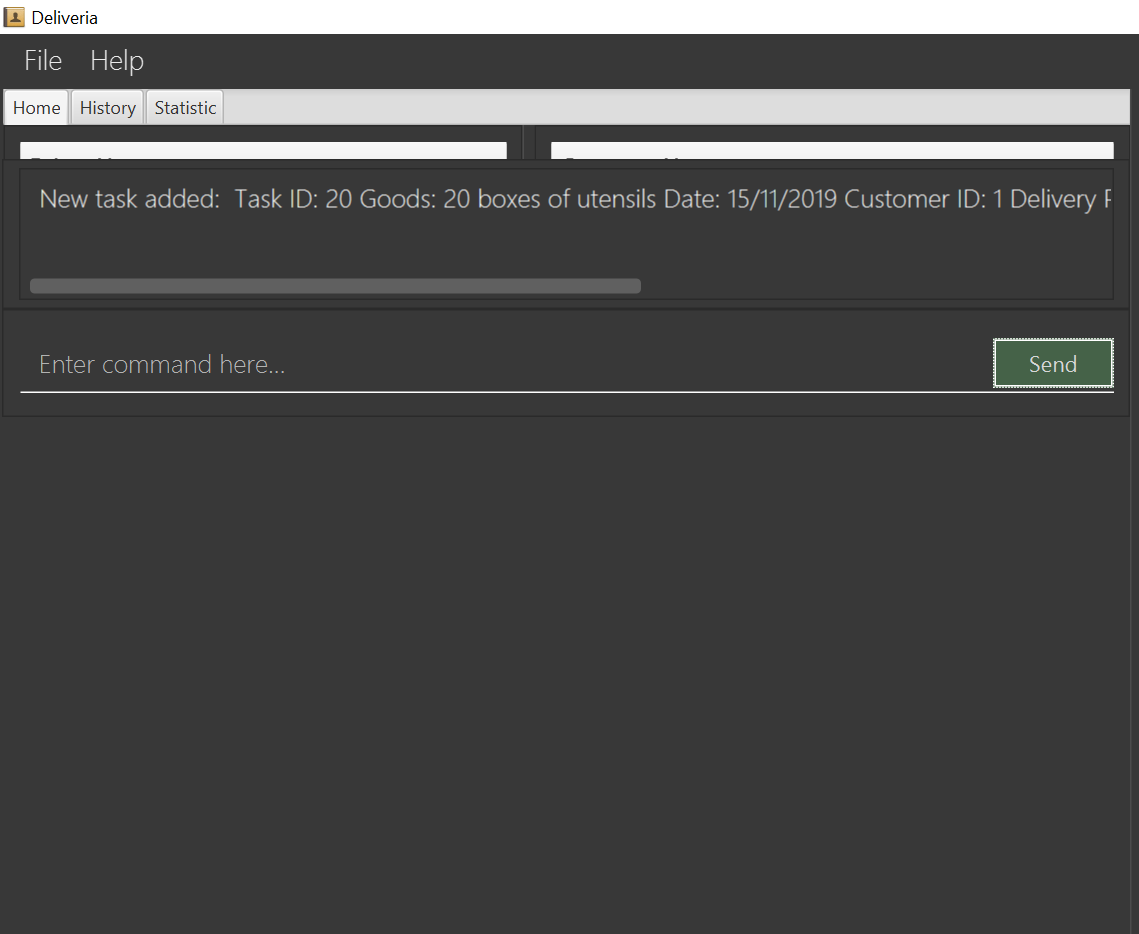 Deliveria
File Help
Home History Statistic
New task added: Task ID: 20 Goods: 20 boxes of utensils Date: 15/11/2019 Customer ID: 1 Delivery
Enter command here...
Send